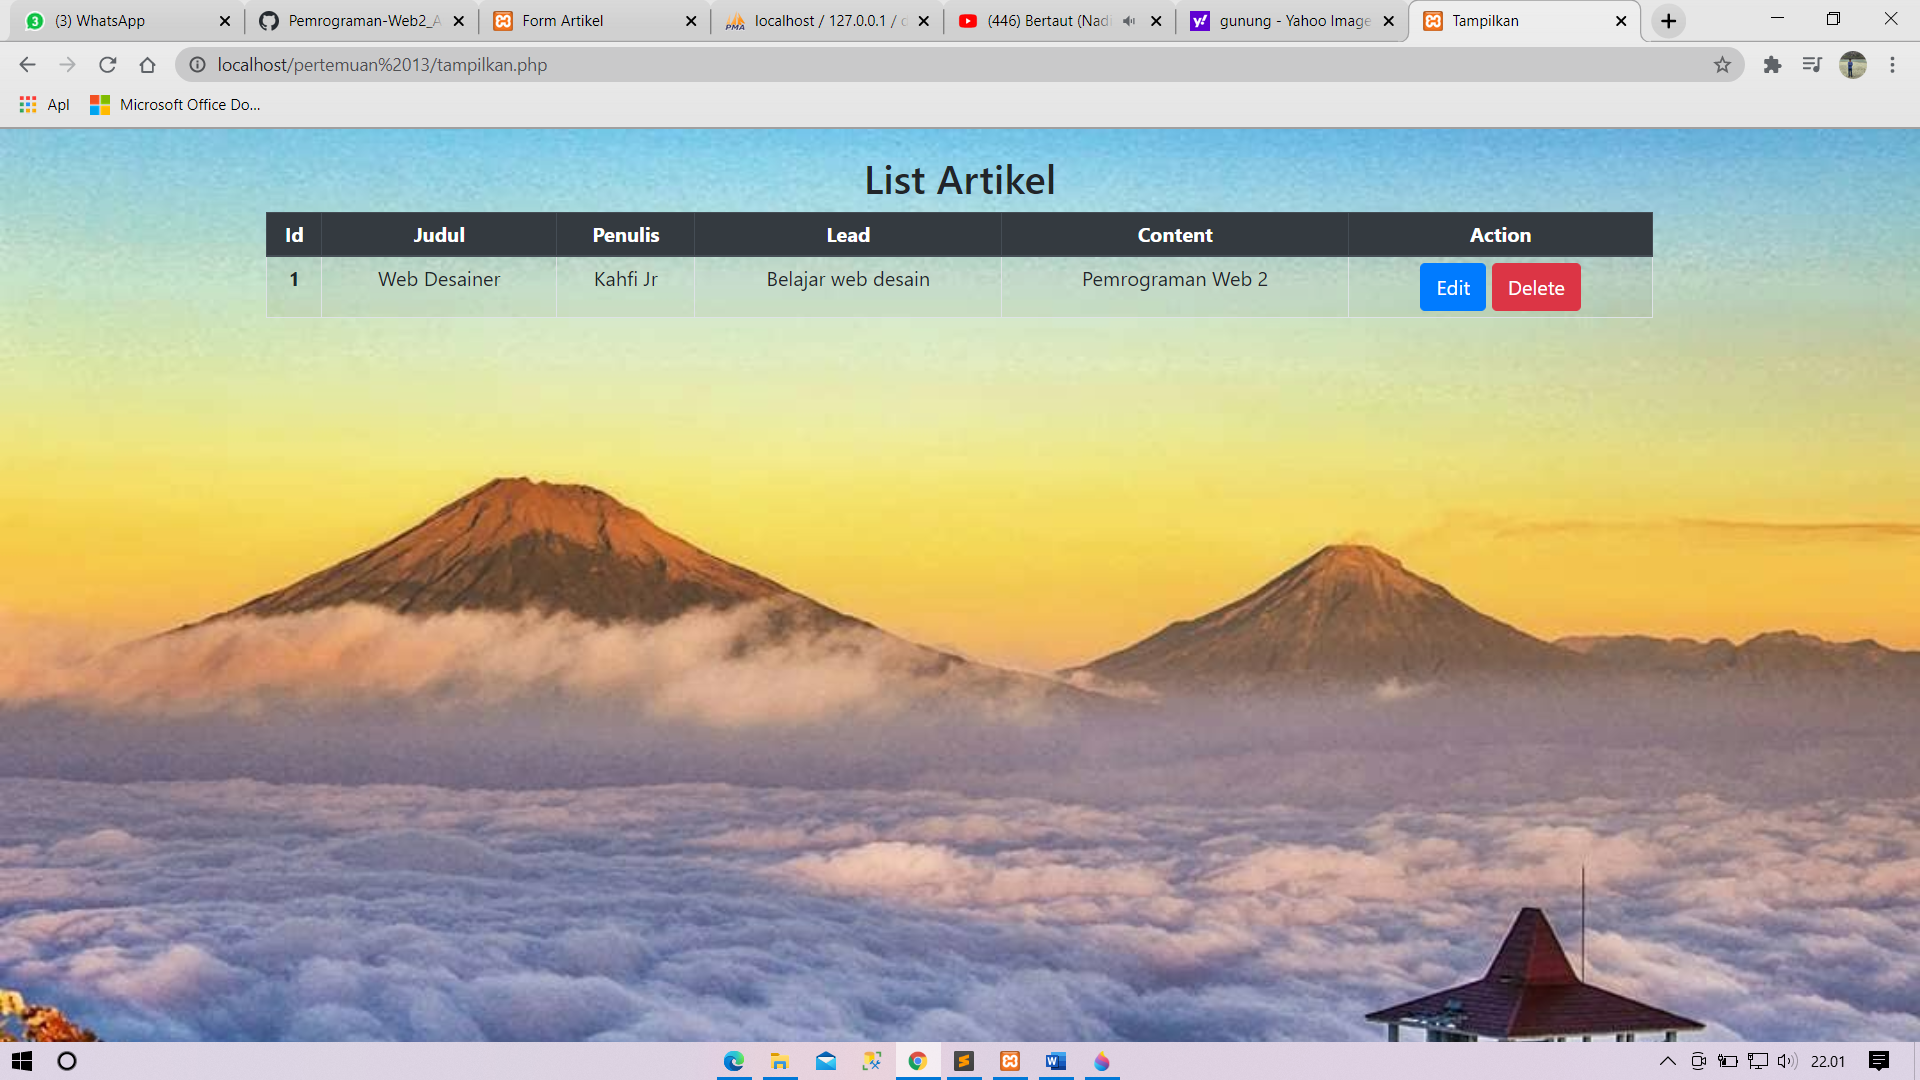 (3) WhatsApp
Pemrograman-Web2_A
Form Artikel
localhost / 127.0.0.1 /
(446) Bertaut (Nadi
gunung - Yahoo Image
Tampilkan
localhost/pertemuan%2013/tampilkan.php
Apl
Microsoft Office Do...
List Artikel
Id Judul Penulis Lead Content Action
1 Web Desainer Kahfi Jr Belajar web desain Pemrograman Web 2 Edit Delete
22.01